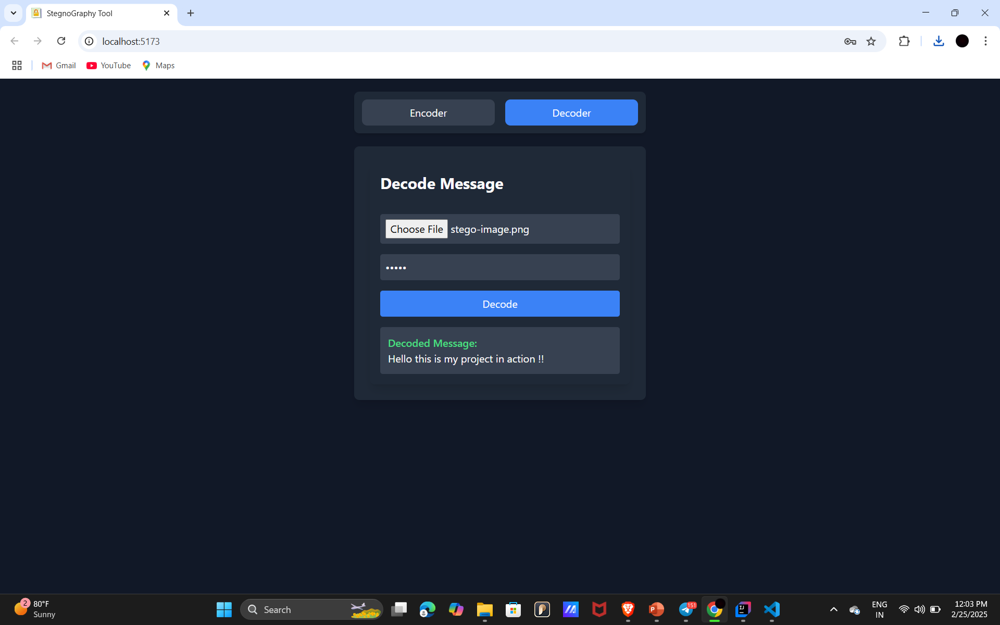 StegnoGraphy Tool
localhost:5173
Gmail YouTube Maps
Encoder Decoder
Decode Message
Choose File stego-image.png
•••••
Decode
Decoded Message:
Hello this is my project in action !!
2 80°F
Sunny
Search
151
ENG
IN
12:03 PM
2/25/2025